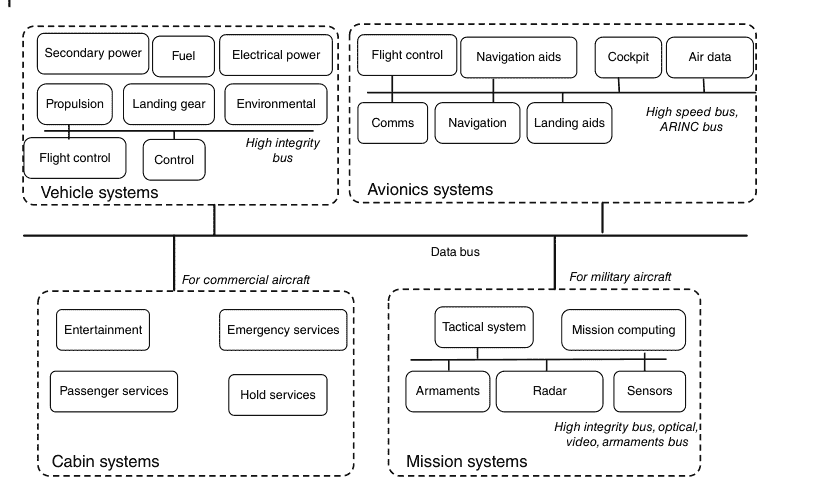 Secondary power
Fuel
Electrical power
Propulsion
Landing gear
Environmental
High integrity
bus
Flight control
Control
Vehicle systems
Flight control
Navigation aids
Cockpit
Air data
Comms
Navigation
Landing aids
High speed bus,
ARINC bus
Avionics systems
Data bus
For commercial aircraft
For military aircraft
Entertainment
Emergency services
Passenger services
Hold services
Cabin systems
Tactical system
Mission computing
Armaments
Radar
Sensors
High integrity bus, optical,
video, armaments bus
Mission systems